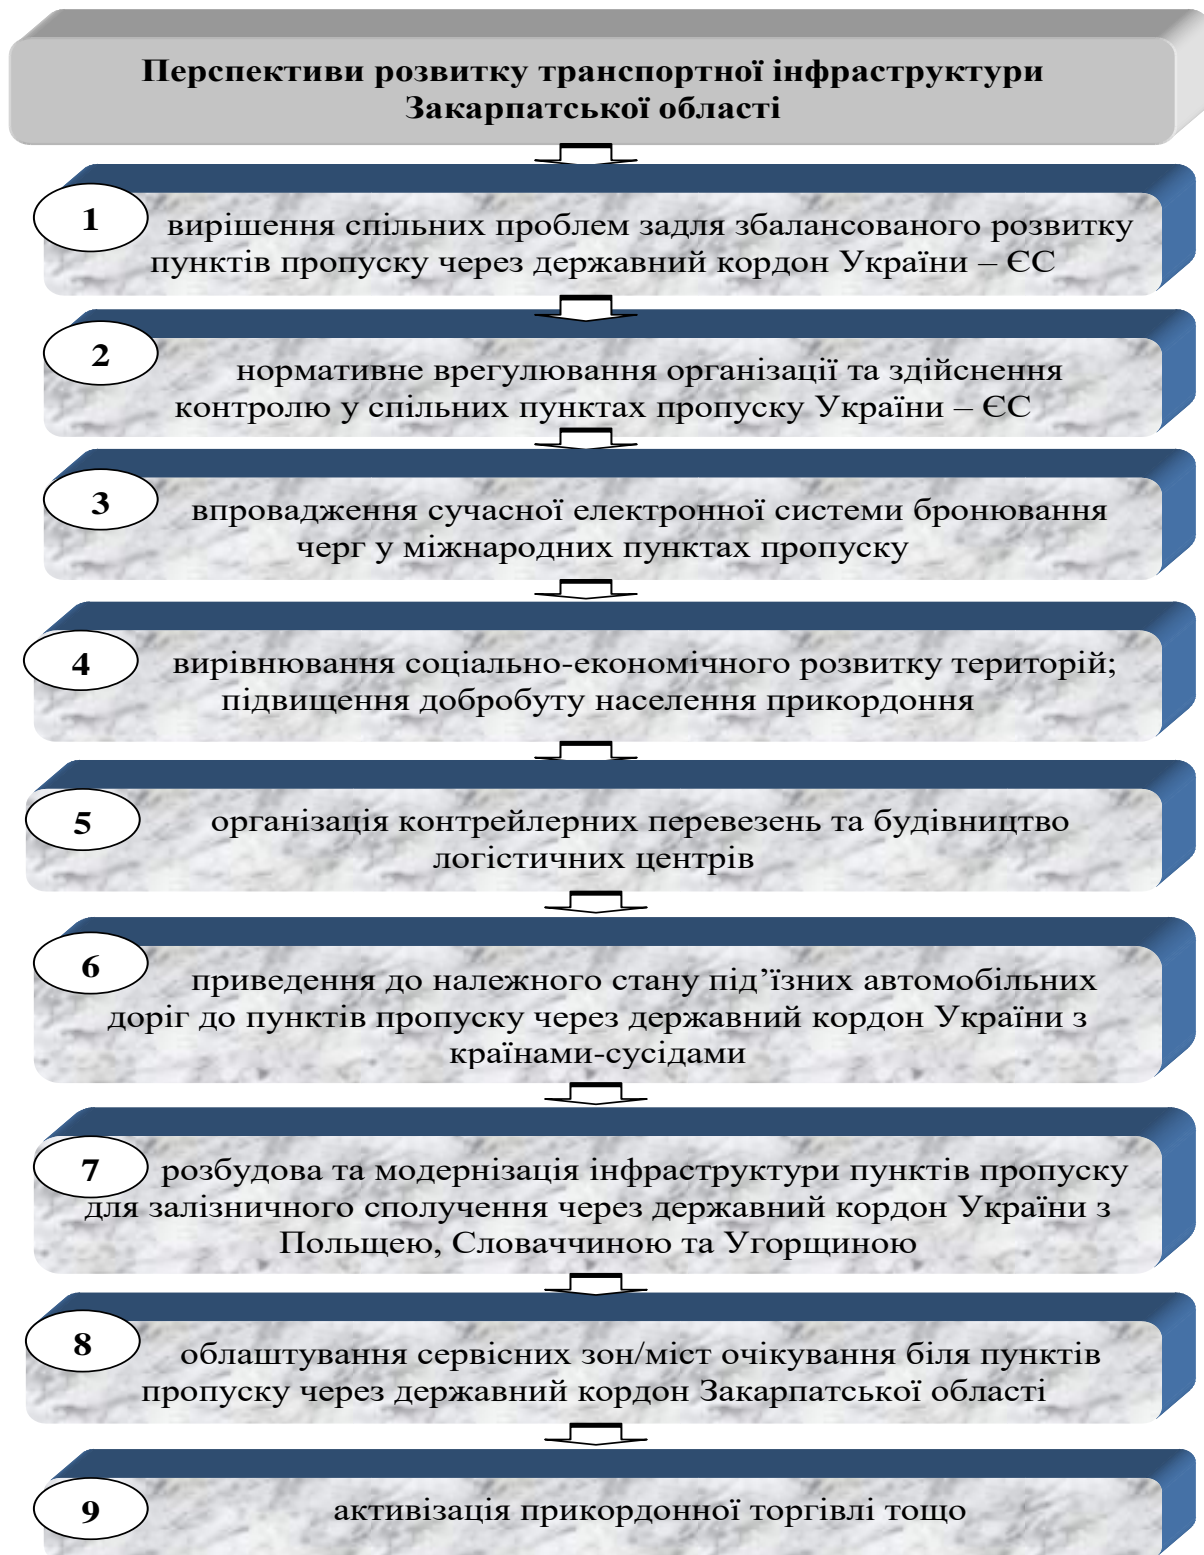 Перспективи розвитку транспортної інфраструктури
Закарпатської області
1
вирішення спільних проблем задля збалансованого розвитку
пунктів пропуску через державний кордон України – ЄС
2
нормативне врегулювання організації та здійснення
контролю у спільних пунктах пропуску України – ЄС
3
впровадження сучасної електронної системи бронювання
черг у міжнародних пунктах пропуску
4
вирівнювання соціально-економічного розвитку територій;
підвищення добробуту населення прикордоння
5
організація контрейлерних перевезень та будівництво
логістичних центрів
6
приведення до належного стану під’їзних автомобільних
доріг до пунктів пропуску через державний кордон України з
країнами-сусідами
7
розбудова та модернізація інфраструктури пунктів пропуску
для залізничного сполучення через державний кордон України з
Польщею, Словаччиною та Угорщиною
8
облаштування сервісних зон/міст очікування біля пунктів
пропуску через державний кордон Закарпатської області
9
активізація прикордонної торгівлі тощо